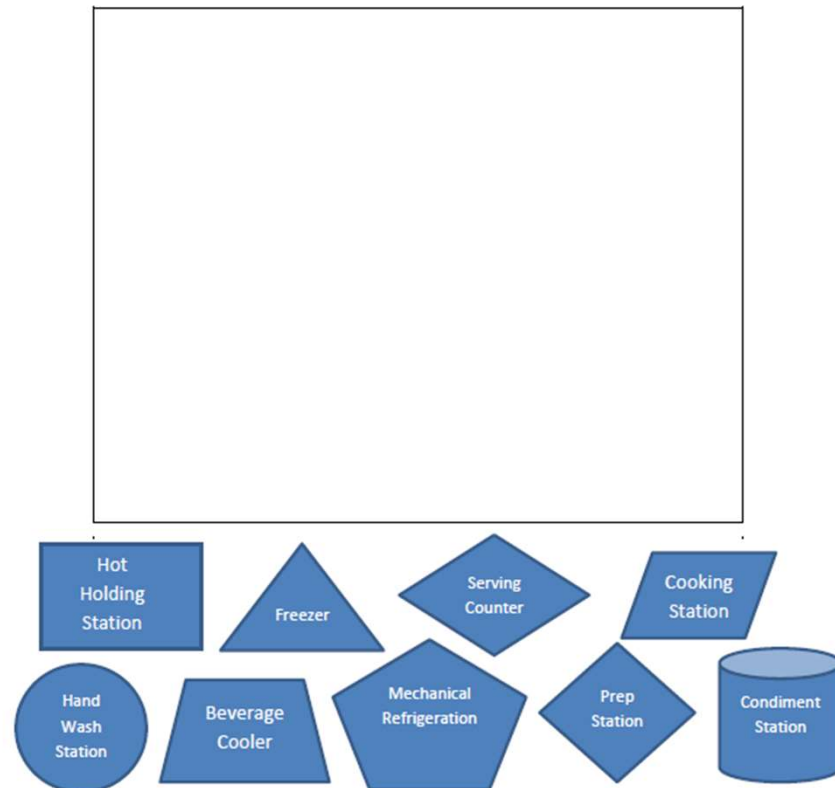 Hot
Holding
Station
Freezer
Serving
Counter
Cooking
Station
Hand
Wash
Station
Beverage
Cooler
Mechanical
Refrigeration
Prep
Station
Condiment
Station